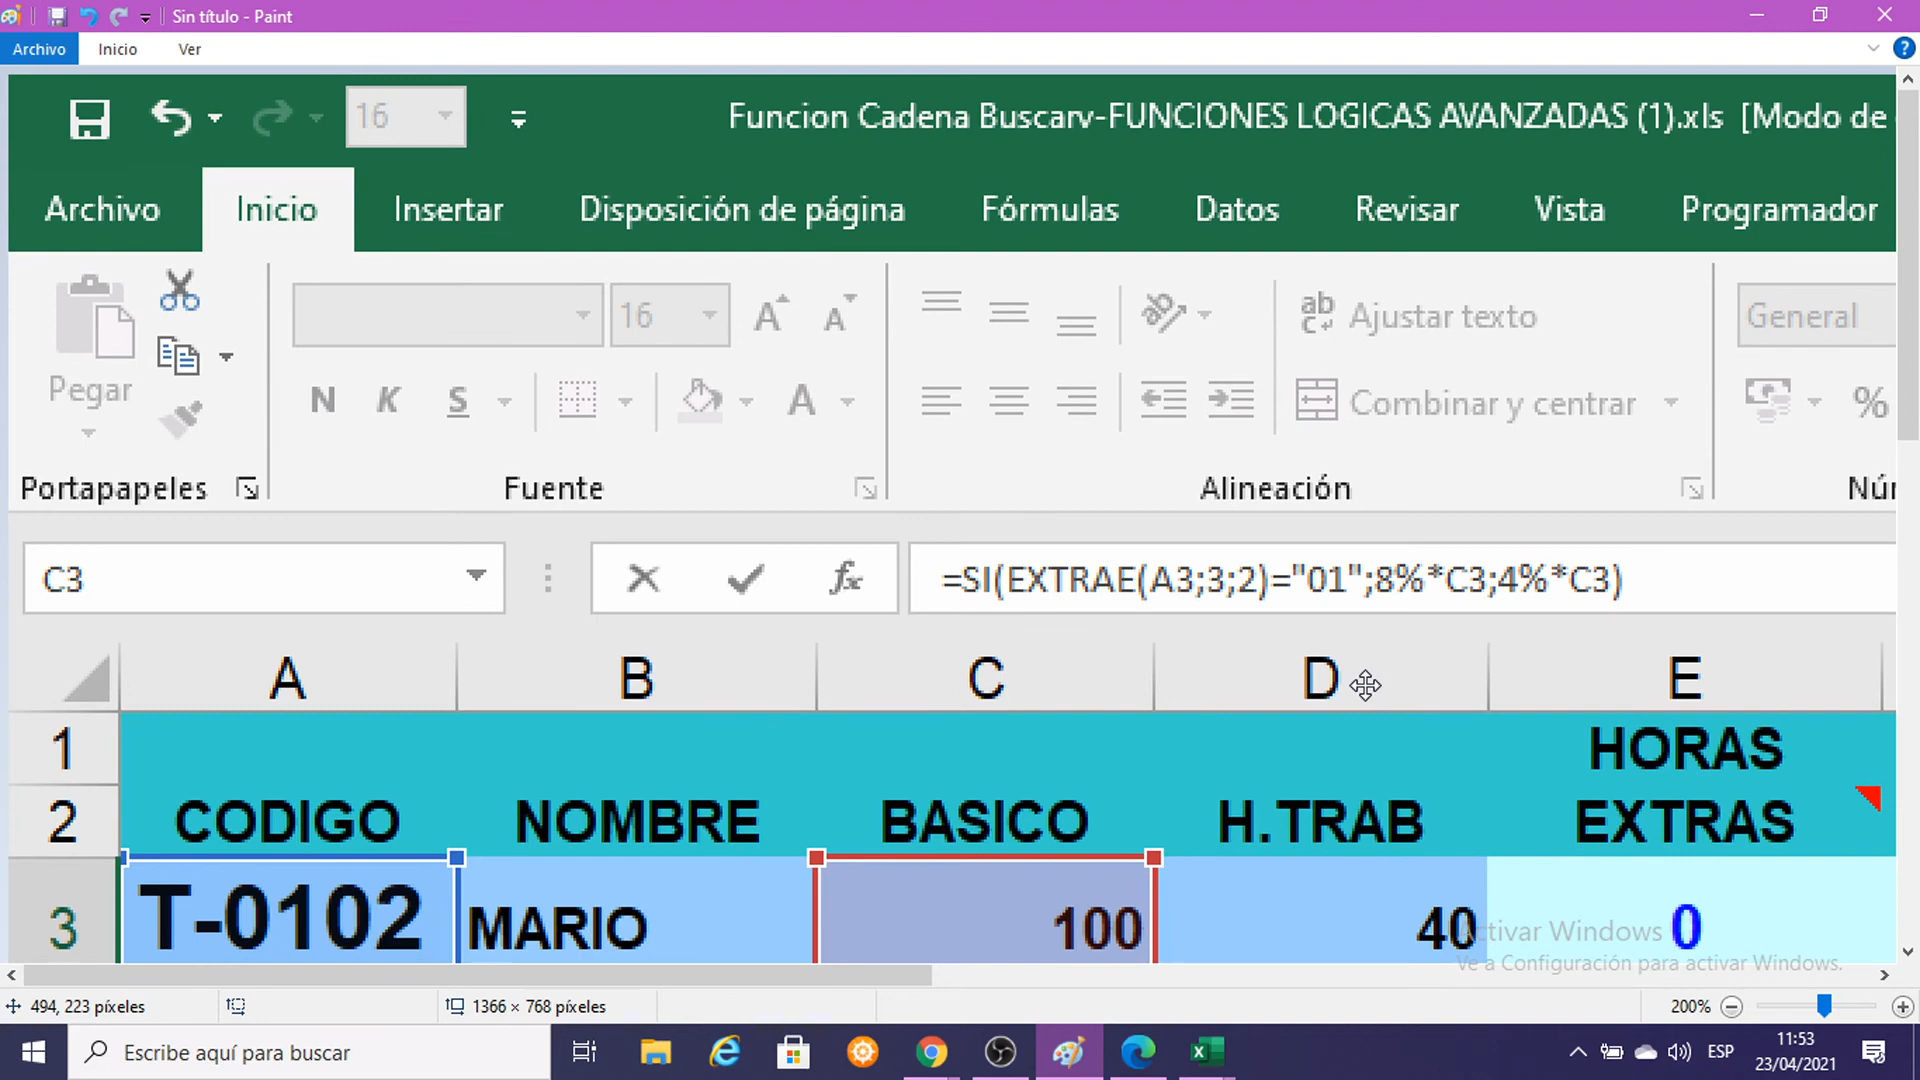 Sin título - Paint
Archivo Inicio Ver
16 Funcion Cadena Buscarv-FUNCIONES LOGICAS AVANZADAS (1).xls [Modo de
Archivo Inicio Insertar Disposición de página Fórmulas Datos Revisar Vista Programador
16 A A ab Ajustar texto General
Pegar N K S A Combinar y centrar %
Portapapeles Fuente Alineación Núr
C3 fx =SI(EXTRAE(A3;3;2)="01";8%*C3;4%*C3)
A B C D E
1 HORAS
2 CODIGO NOMBRE BASICO H.TRAB EXTRAS
3 T-0102 MARIO 100 40 0
Activar Windows
Ve a Configuración para activar Windows.
494, 223 píxeles 1366 × 768 píxeles 200%
Escribe aquí para buscar ESP 11:53
23/04/2021